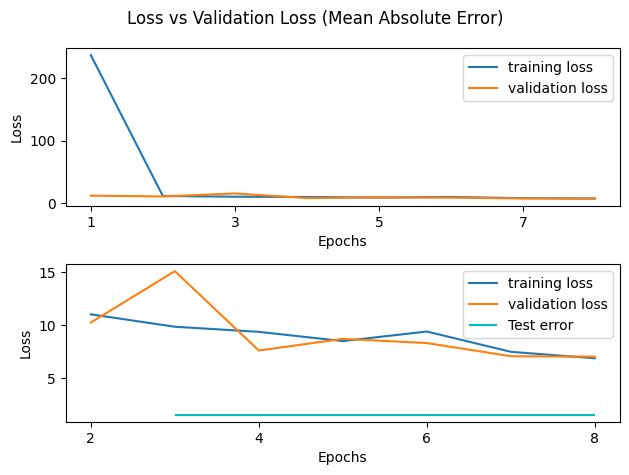 Loss vs Validation Loss (Mean Absolute Error)
200
100
0
Loss
training loss
validation loss
1
3
5
7
Epochs
15
10
5
Loss
training loss
validation loss
Test error
2
4
6
8
Epochs